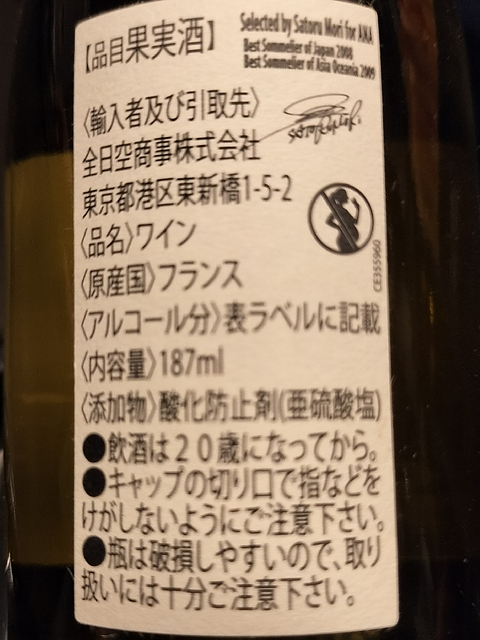 【品目果実酒】
Selected by Satoru Mori for ANA
Best Sommelier of Japan 2008
Best Sommelier of Asia Oceania 2009
〈輸入者及び引取先〉
全日空商事株式会社
東京都港区東新橋1-5-2
〈品名〉ワイン
〈原産国〉フランス
〈アルコール分〉表ラベルに記載
〈内容量〉187ml
〈添加物〉酸化防止剤(亜硫酸塩)
●飲酒は20歳になってから。
●キャップの切り口で指などを
けがしないようにご注意下さい。
●瓶は破損しやすいので、取り
扱いには十分ご注意下さい。
CE355960